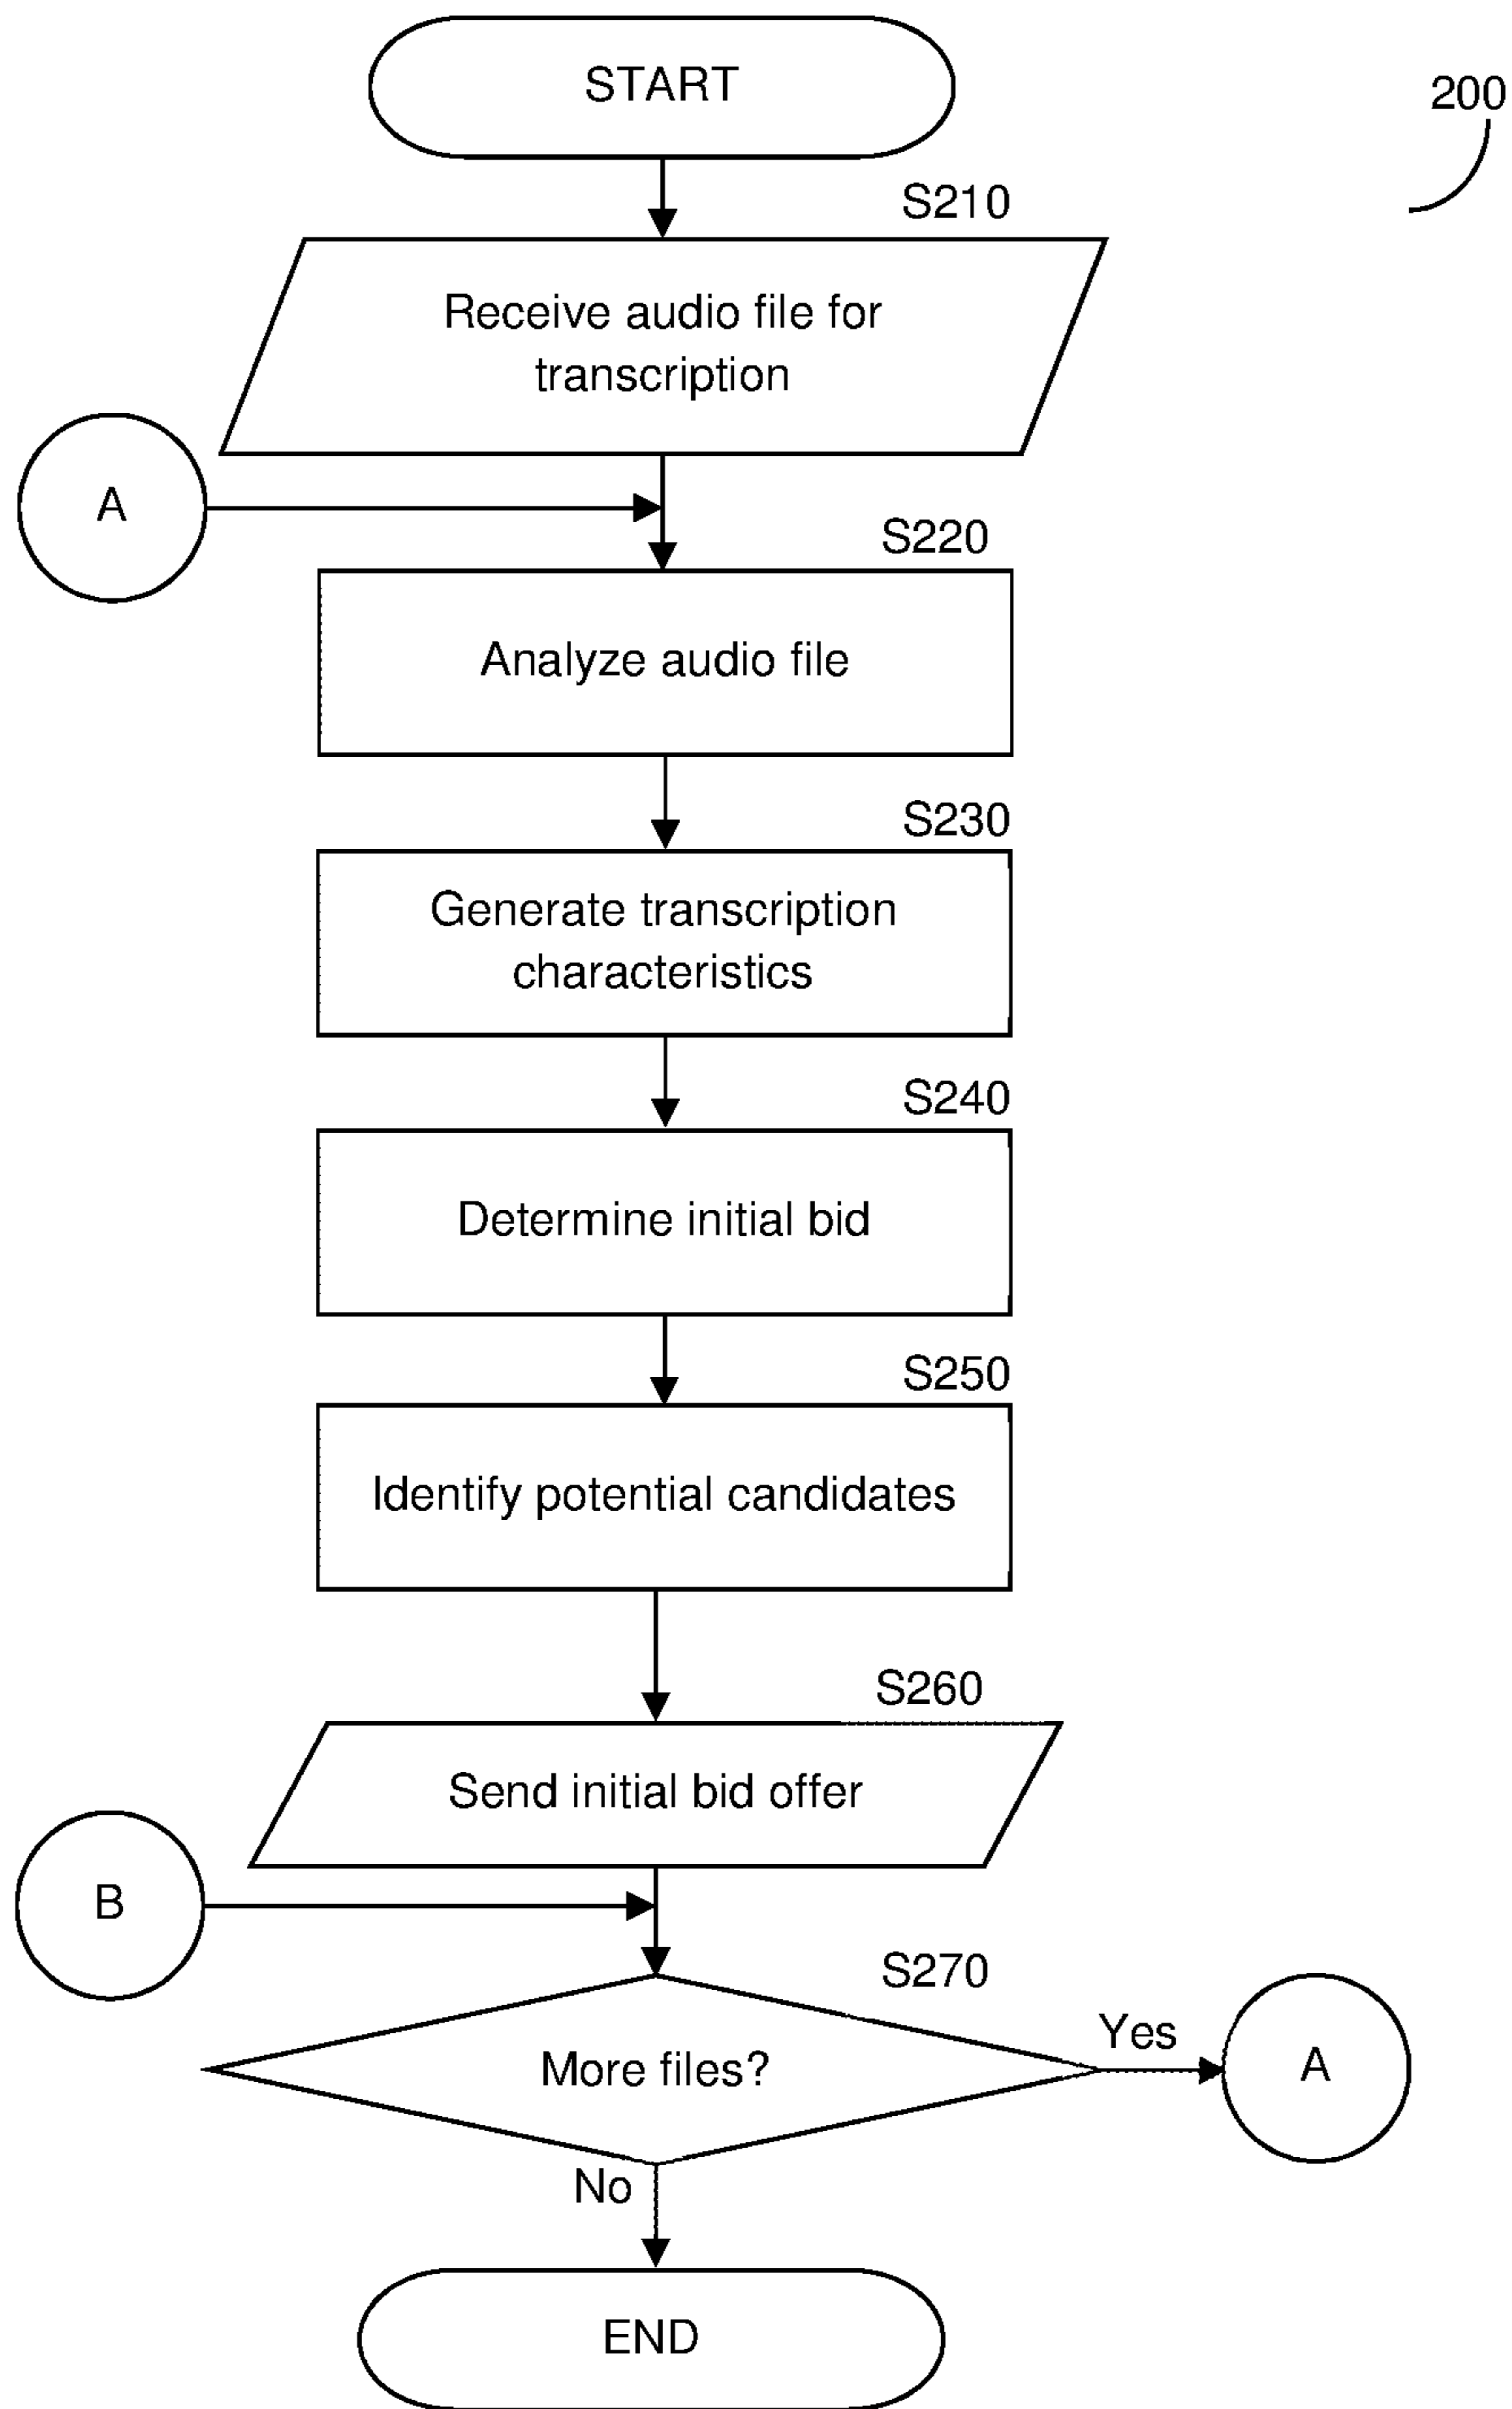 START
200
S210
Receive audio file for
transcription
A
S220
Analyze audio file
S230
Generate transcription
characteristics
S240
Determine initial bid
S250
Identify potential candidates
S260
Send initial bid offer
B
S270
Yes
More files?
A
No
END